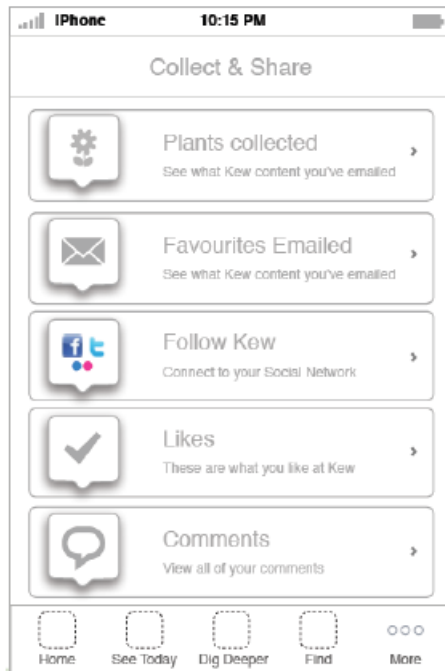 IPhone 10:15 PM
Collect & Share
Plants collected
See what Kew content you've emailed
Favourites Emailed
See what Kew content you've emailed
Follow Kew
Connect to your Social Network
Likes
These are what you like at Kew
Comments
View all of your comments
Home See Today Dig Deeper Find More